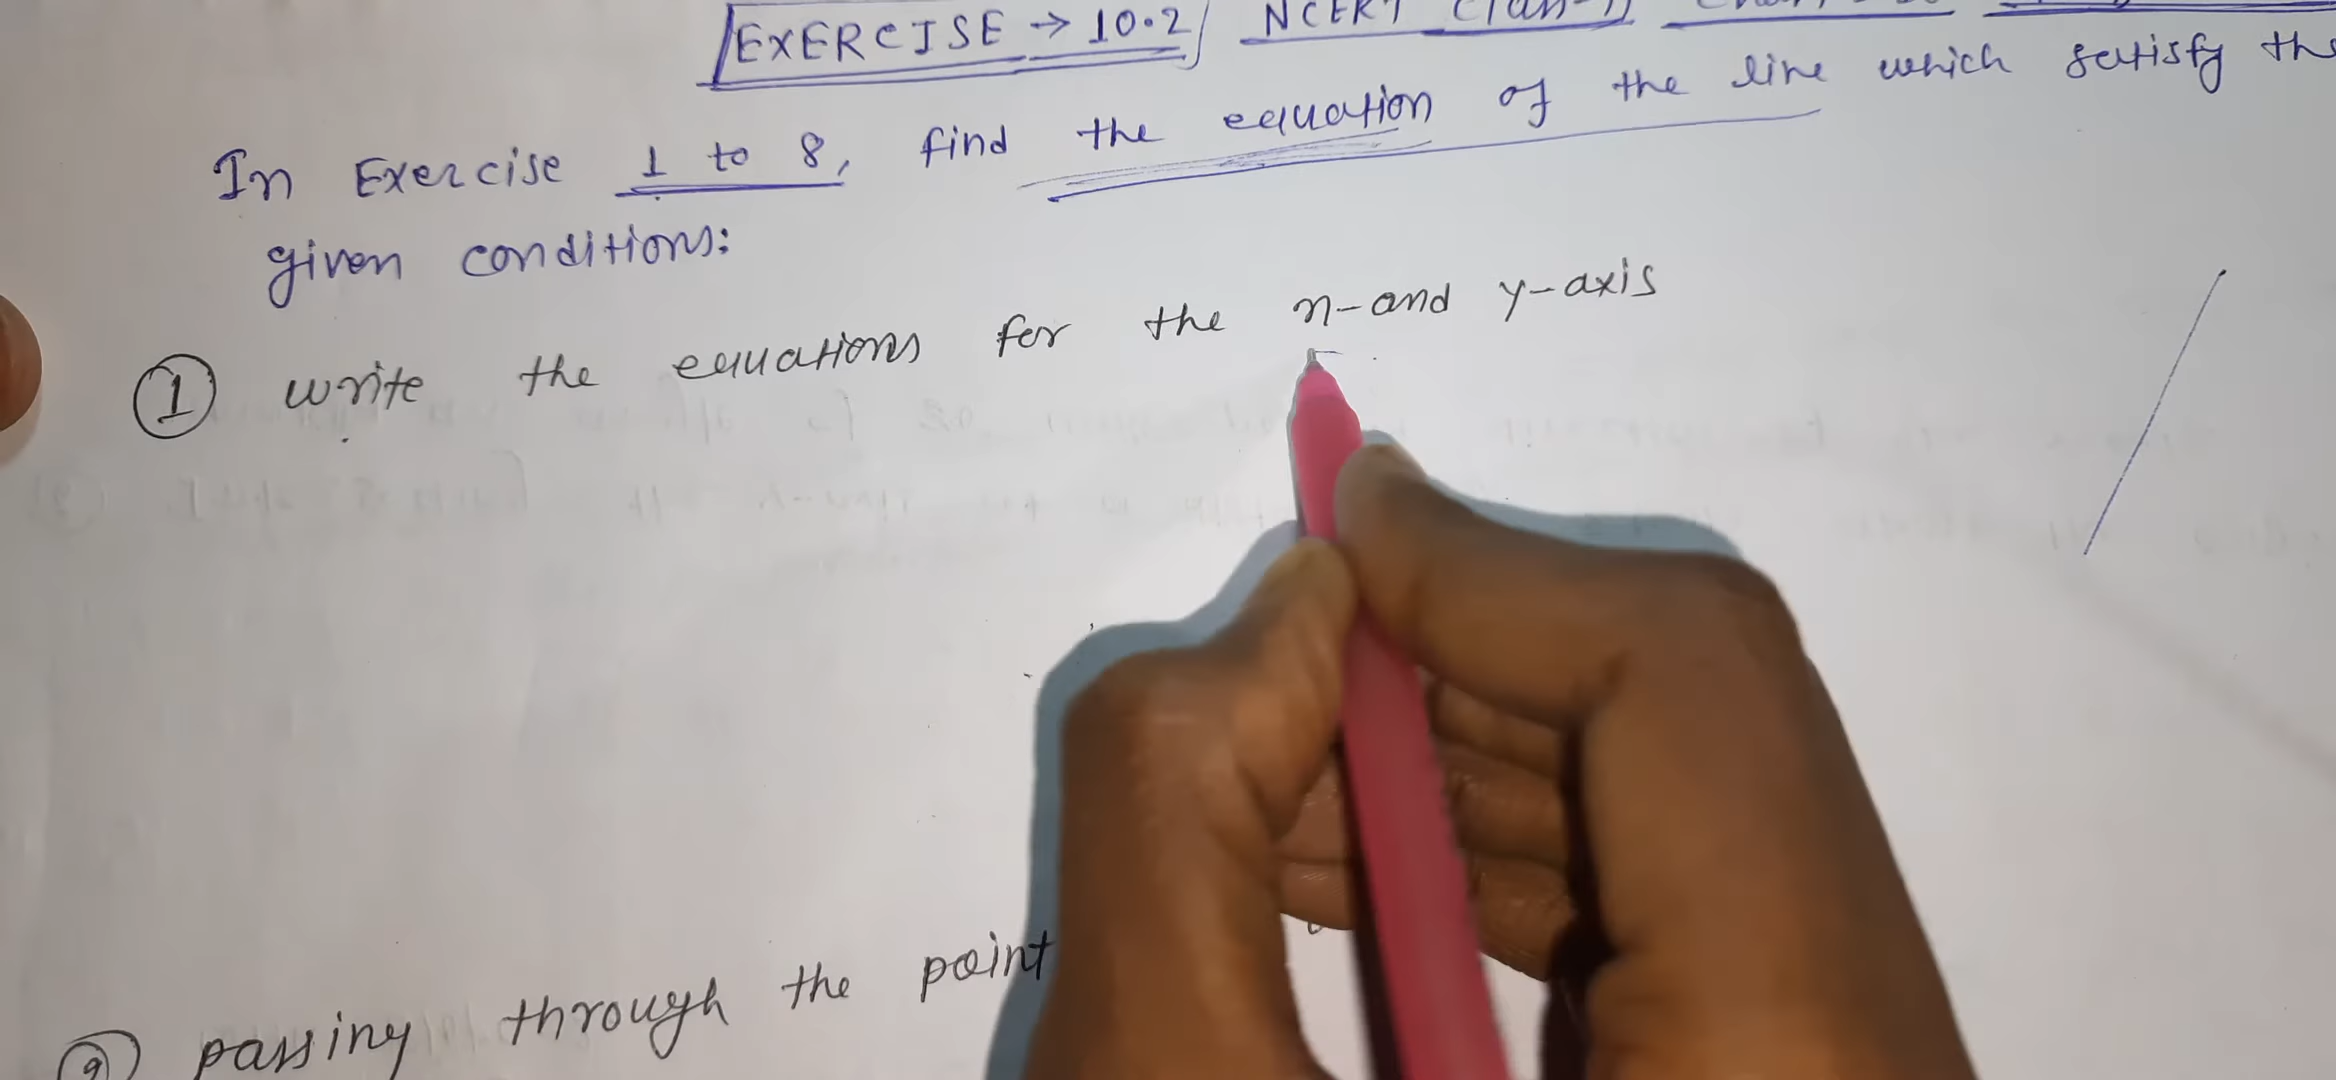 EXERCISE → 10.2 NCERT
In Exercise 1 to 8, find the equation of the line which satisfy the
given conditions:
① write the equations for the x-and y-axis
② passing through the point